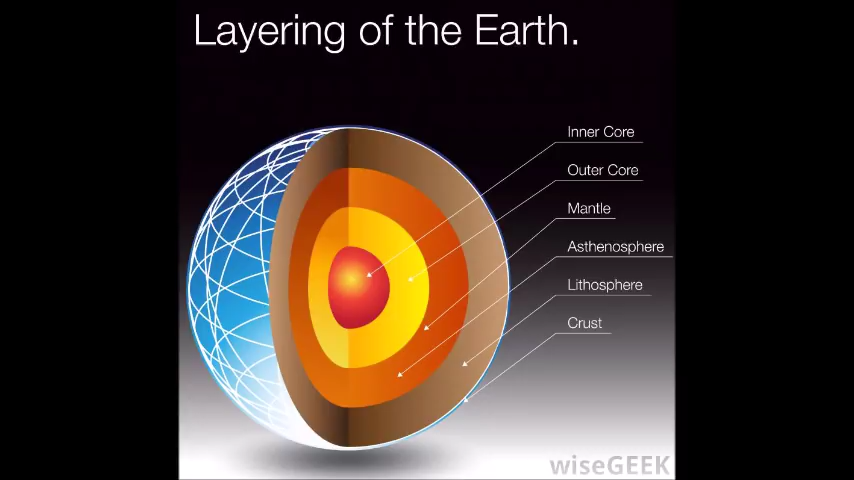 Layering of the Earth.
Inner Core
Outer Core
Mantle
Asthenosphere
Lithosphere
Crust
wiseGEEK